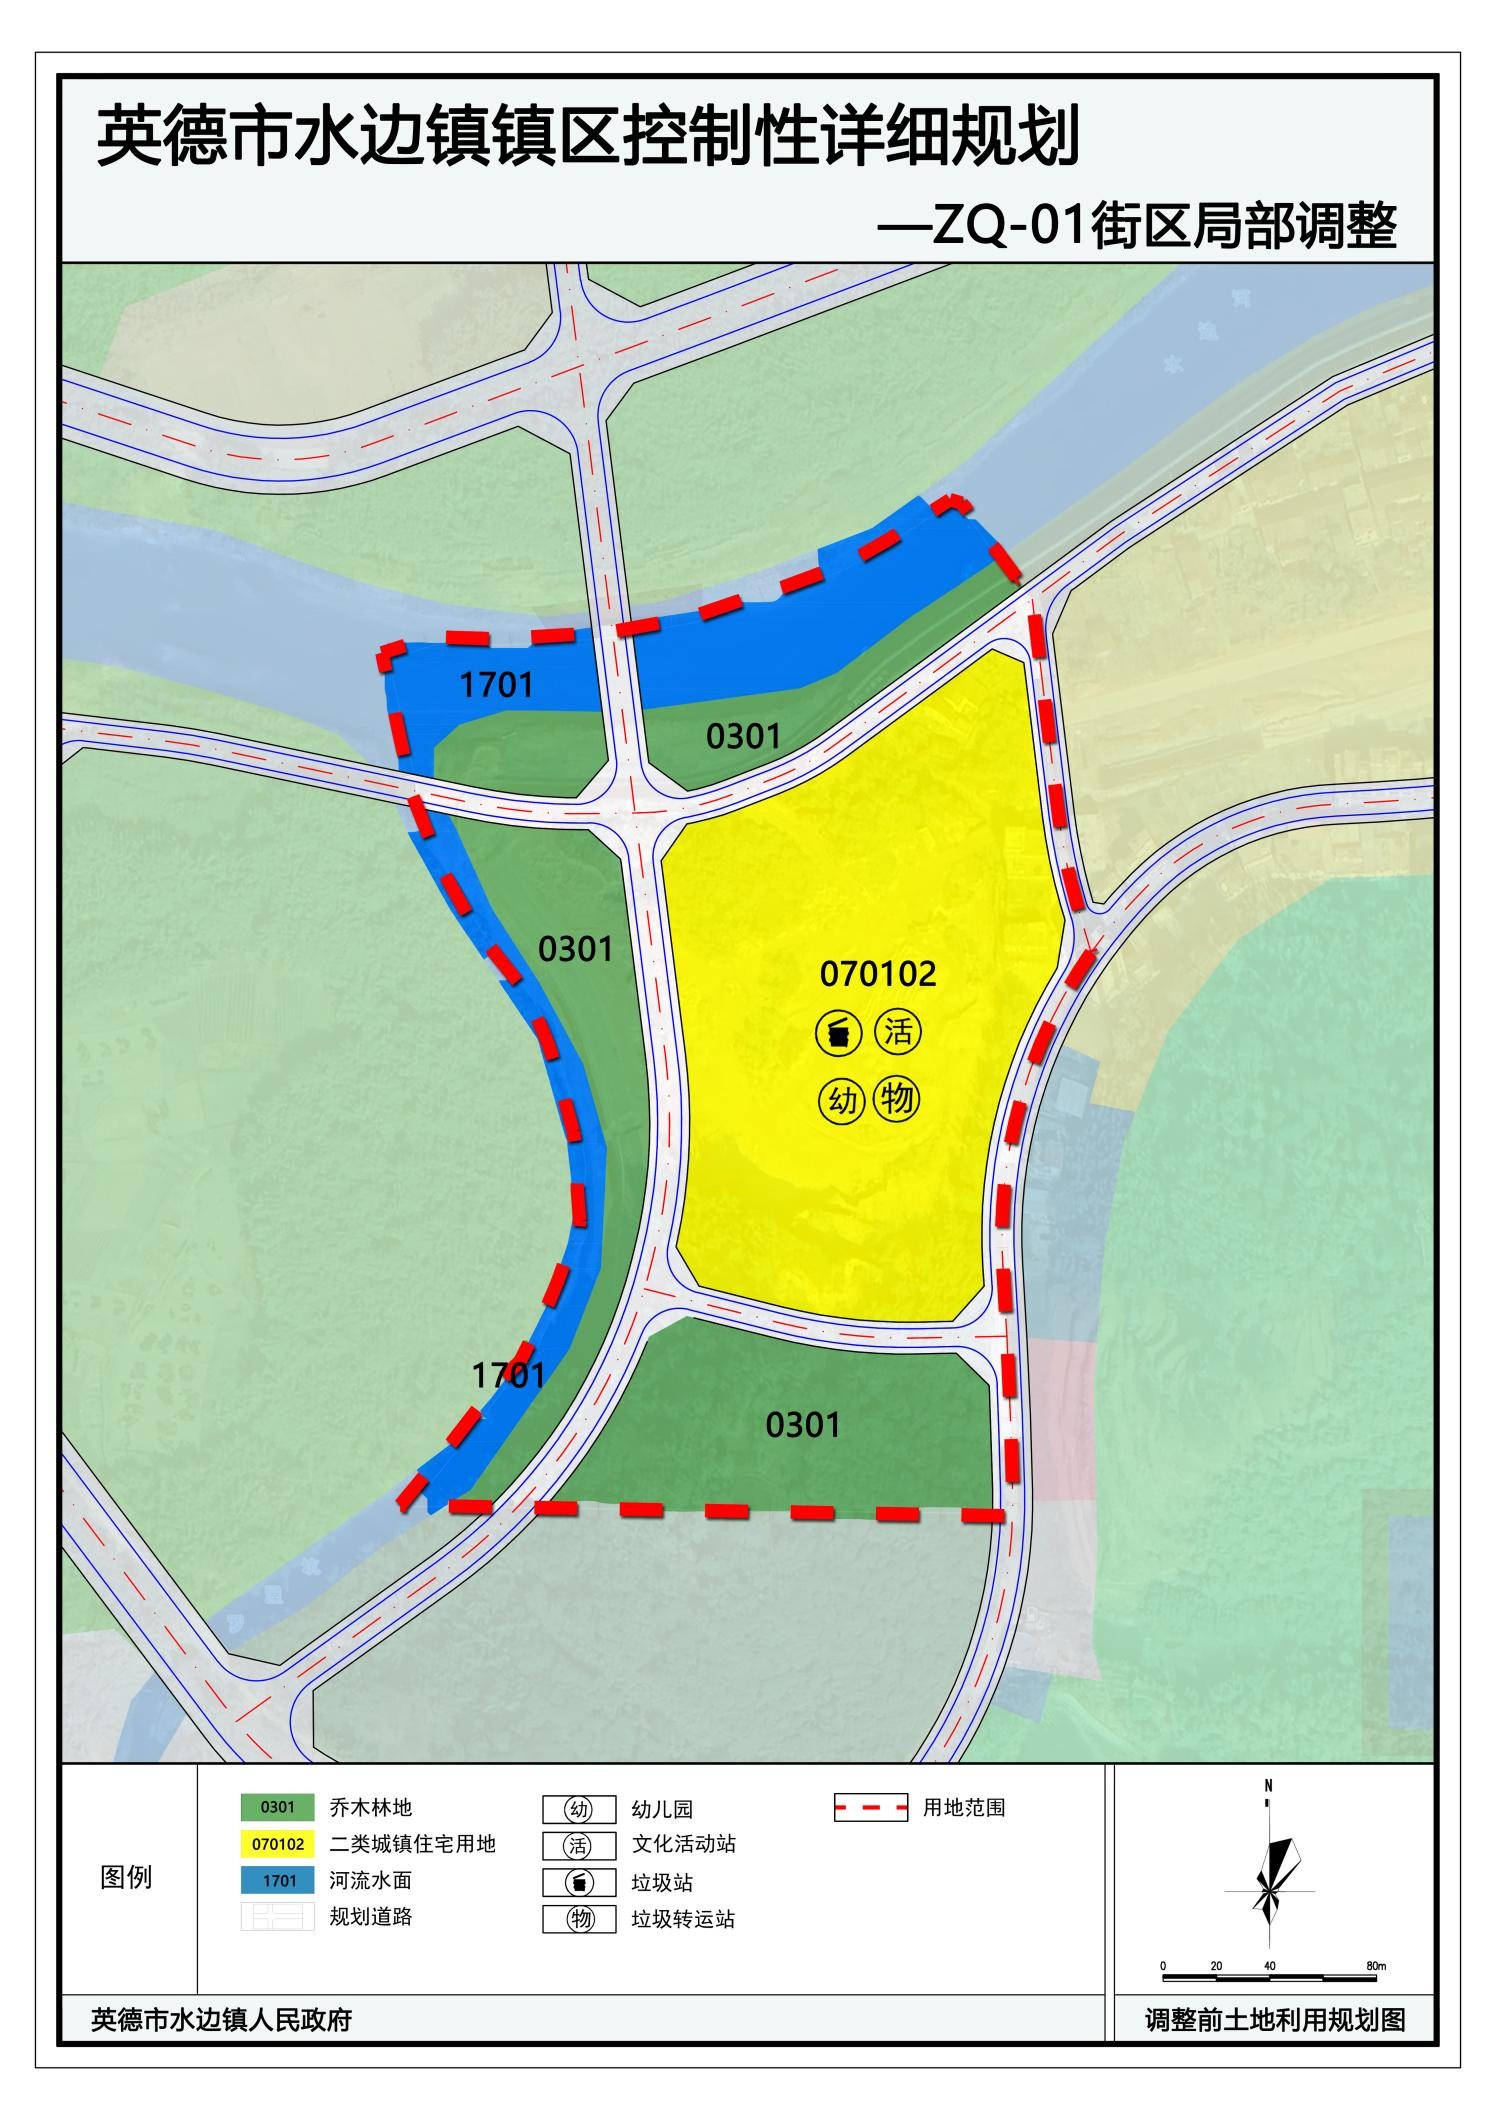 英德市水边镇镇区控制性详细规划
—ZQ-01街区局部调整
1701
0301
0301
070102
活
幼 物
1701
0301
图例
0301 乔木林地
070102 二类城镇住宅用地
1701 河流水面
规划道路
幼 幼儿园
活 文化活动站
垃圾站
物 垃圾转运站
用地范围
N
0 20 40 80m
英德市水边镇人民政府
调整前土地利用规划图